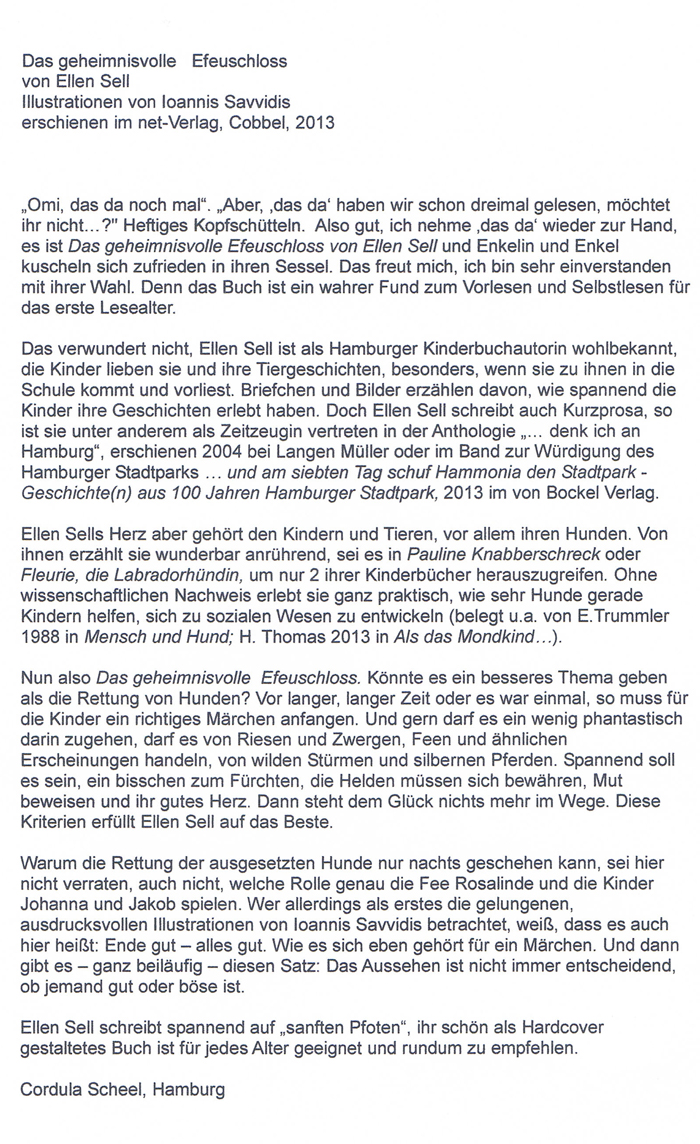 Das geheimnisvolle   Efeuschloss
von Ellen Sell
Illustrationen von Ioannis Savvidis
erschienen im net-Verlag, Cobbel, 2013
„Omi, das da noch mal“. „Aber, ‚das da‘ haben wir schon dreimal gelesen, möchtet
ihr nicht...?" Heftiges Kopfschütteln.  Also gut, ich nehme ‚das da‘ wieder zur Hand,
es ist Das geheimnisvolle Efeuschloss von Ellen Sell und Enkelin und Enkel
kuscheln sich zufrieden in ihren Sessel. Das freut mich, ich bin sehr einverstanden
mit ihrer Wahl. Denn das Buch ist ein wahrer Fund zum Vorlesen und Selbstlesen für
das erste Lesealter.
Das verwundert nicht, Ellen Sell ist als Hamburger Kinderbuchautorin wohlbekannt,
die Kinder lieben sie und ihre Tiergeschichten, besonders, wenn sie zu ihnen in die
Schule kommt und vorliest. Briefchen und Bilder erzählen davon, wie spannend die
Kinder ihre Geschichten erlebt haben. Doch Ellen Sell schreibt auch Kurzprosa, so
ist sie unter anderem als Zeitzeugin vertreten in der Anthologie „... denk ich an
Hamburg“, erschienen 2004 bei Langen Müller oder im Band zur Würdigung des
Hamburger Stadtparks ... und am siebten Tag schuf Hammonia den Stadtpark -
Geschichte(n) aus 100 Jahren Hamburger Stadtpark, 2013 im von Bockel Verlag.
Ellen Sells Herz aber gehört den Kindern und Tieren, vor allem ihren Hunden. Von
ihnen erzählt sie wunderbar anrührend, sei es in Pauline Knabberschreck oder
Fleurie, die Labradorhündin, um nur 2 ihrer Kinderbücher herauszugreifen. Ohne
wissenschaftlichen Nachweis erlebt sie ganz praktisch, wie sehr Hunde gerade
Kindern helfen, sich zu sozialen Wesen zu entwickeln (belegt u.a. von E.Trummler
1988 in Mensch und Hund; H. Thomas 2013 in Als das Mondkind...).
Nun also Das geheimnisvolle  Efeuschloss. Könnte es ein besseres Thema geben
als die Rettung von Hunden? Vor langer, langer Zeit oder es war einmal, so muss für
die Kinder ein richtiges Märchen anfangen. Und gern darf es ein wenig phantastisch
darin zugehen, darf es von Riesen und Zwergen, Feen und ähnlichen
Erscheinungen handeln, von wilden Stürmen und silbernen Pferden. Spannend soll
es sein, ein bisschen zum Fürchten, die Helden müssen sich bewähren, Mut
beweisen und ihr gutes Herz. Dann steht dem Glück nichts mehr im Wege. Diese
Kriterien erfüllt Ellen Sell auf das Beste.
Warum die Rettung der ausgesetzten Hunde nur nachts geschehen kann, sei hier
nicht verraten, auch nicht, welche Rolle genau die Fee Rosalinde und die Kinder
Johanna und Jakob spielen. Wer allerdings als erstes die gelungenen,
ausdrucksvollen Illustrationen von Ioannis Savvidis betrachtet, weiß, dass es auch
hier heißt: Ende gut – alles gut. Wie es sich eben gehört für ein Märchen. Und dann
gibt es – ganz beiläufig – diesen Satz: Das Aussehen ist nicht immer entscheidend,
ob jemand gut oder böse ist.
Ellen Sell schreibt spannend auf „sanften Pfoten“, ihr schön als Hardcover
gestaltetes Buch ist für jedes Alter geeignet und rundum zu empfehlen.
Cordula Scheel, Hamburg